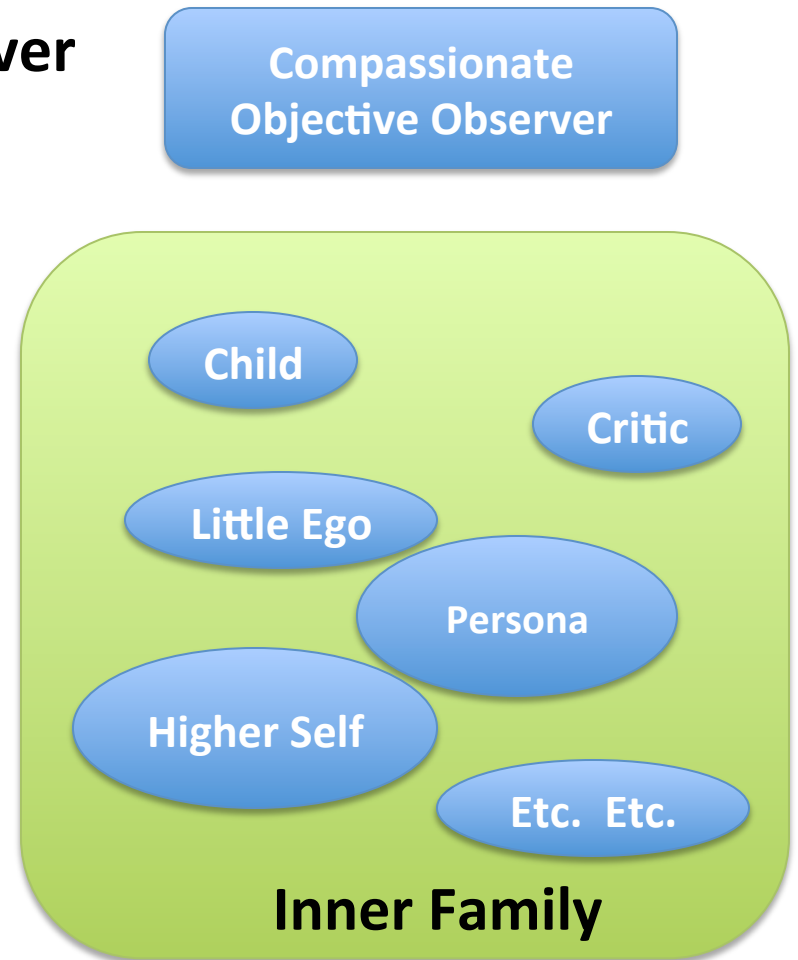 ver
Compassionate
Objective Observer
Child
Critic
Little Ego
Persona
Higher Self
Etc.  Etc.
Inner Family